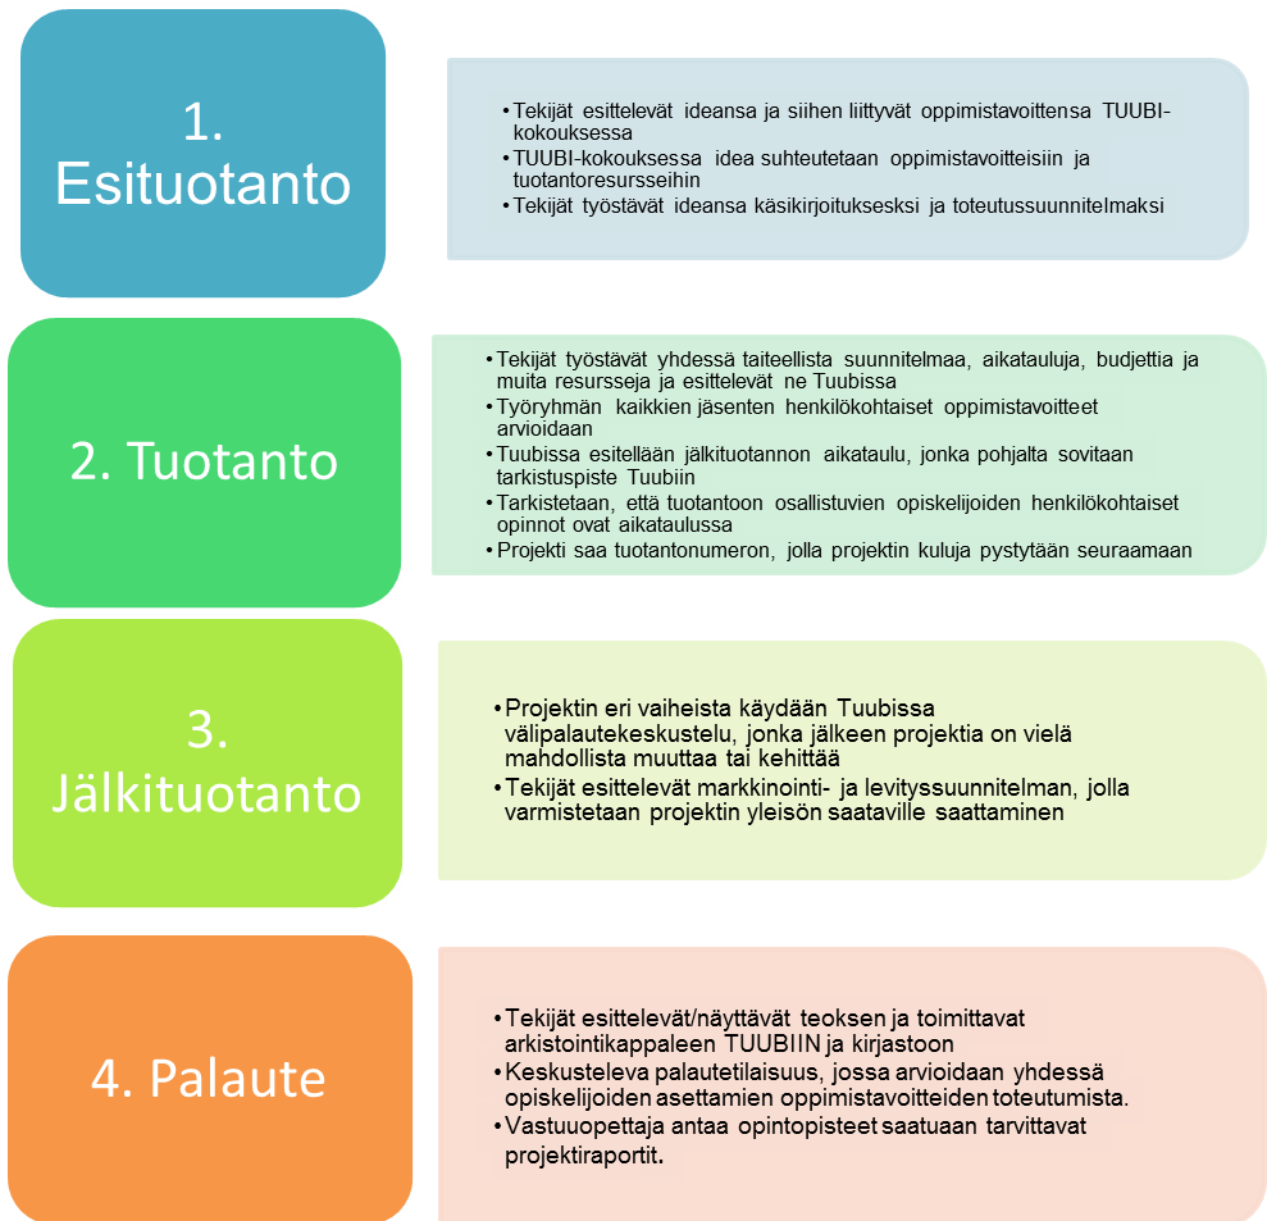 1.
Esituotanto
• Tekijät esittelevät ideansa ja siihen liittyvät oppimistavoittensa TUUBI-
kokouksessa
• TUUBI-kokouksessa idea suhteutetaan oppimistavoitteisiin ja
tuotantoresursseihin
• Tekijät työstävät ideansa käsikirjoituksesksi ja toteutussuunnitelmaksi
2. Tuotanto
• Tekijät työstävät yhdessä taiteellista suunnitelmaa, aikatauluja, budjettia ja
muita resursseja ja esittelevät ne Tuubissa
• Työryhmän kaikkien jäsenten henkilökohtaiset oppimistavoitteet
arvioidaan
• Tuubissa esitellään jälkituotannon aikataulu, jonka pohjalta sovitaan
tarkistuspiste Tuubiin
• Tarkistetaan, että tuotantoon osallistuvien opiskelijoiden henkilökohtaiset
opinnot ovat aikataulussa
• Projekti saa tuotantonumeron, jolla projektin kuluja pystytään seuraamaan
3.
Jälkituotanto
• Projektin eri vaiheista käydään Tuubissa
välipalautekeskustelu, jonka jälkeen projektia on vielä
mahdollista muuttaa tai kehittää
• Tekijät esittelevät markkinointi- ja levityssuunnitelman, jolla
varmistetaan projektin yleisön saataville saattaminen
4. Palaute
• Tekijät esittelevät/näyttävät teoksen ja toimittavat
arkistointikappaleen TUUBIIN ja kirjastoon
• Keskusteleva palautetilaisuus, jossa arvioidaan yhdessä
opiskelijoiden asettamien oppimistavoitteiden toteutumista.
• Vastuuopettaja antaa opintopisteet saatuaan tarvittavat
projektiraportit.